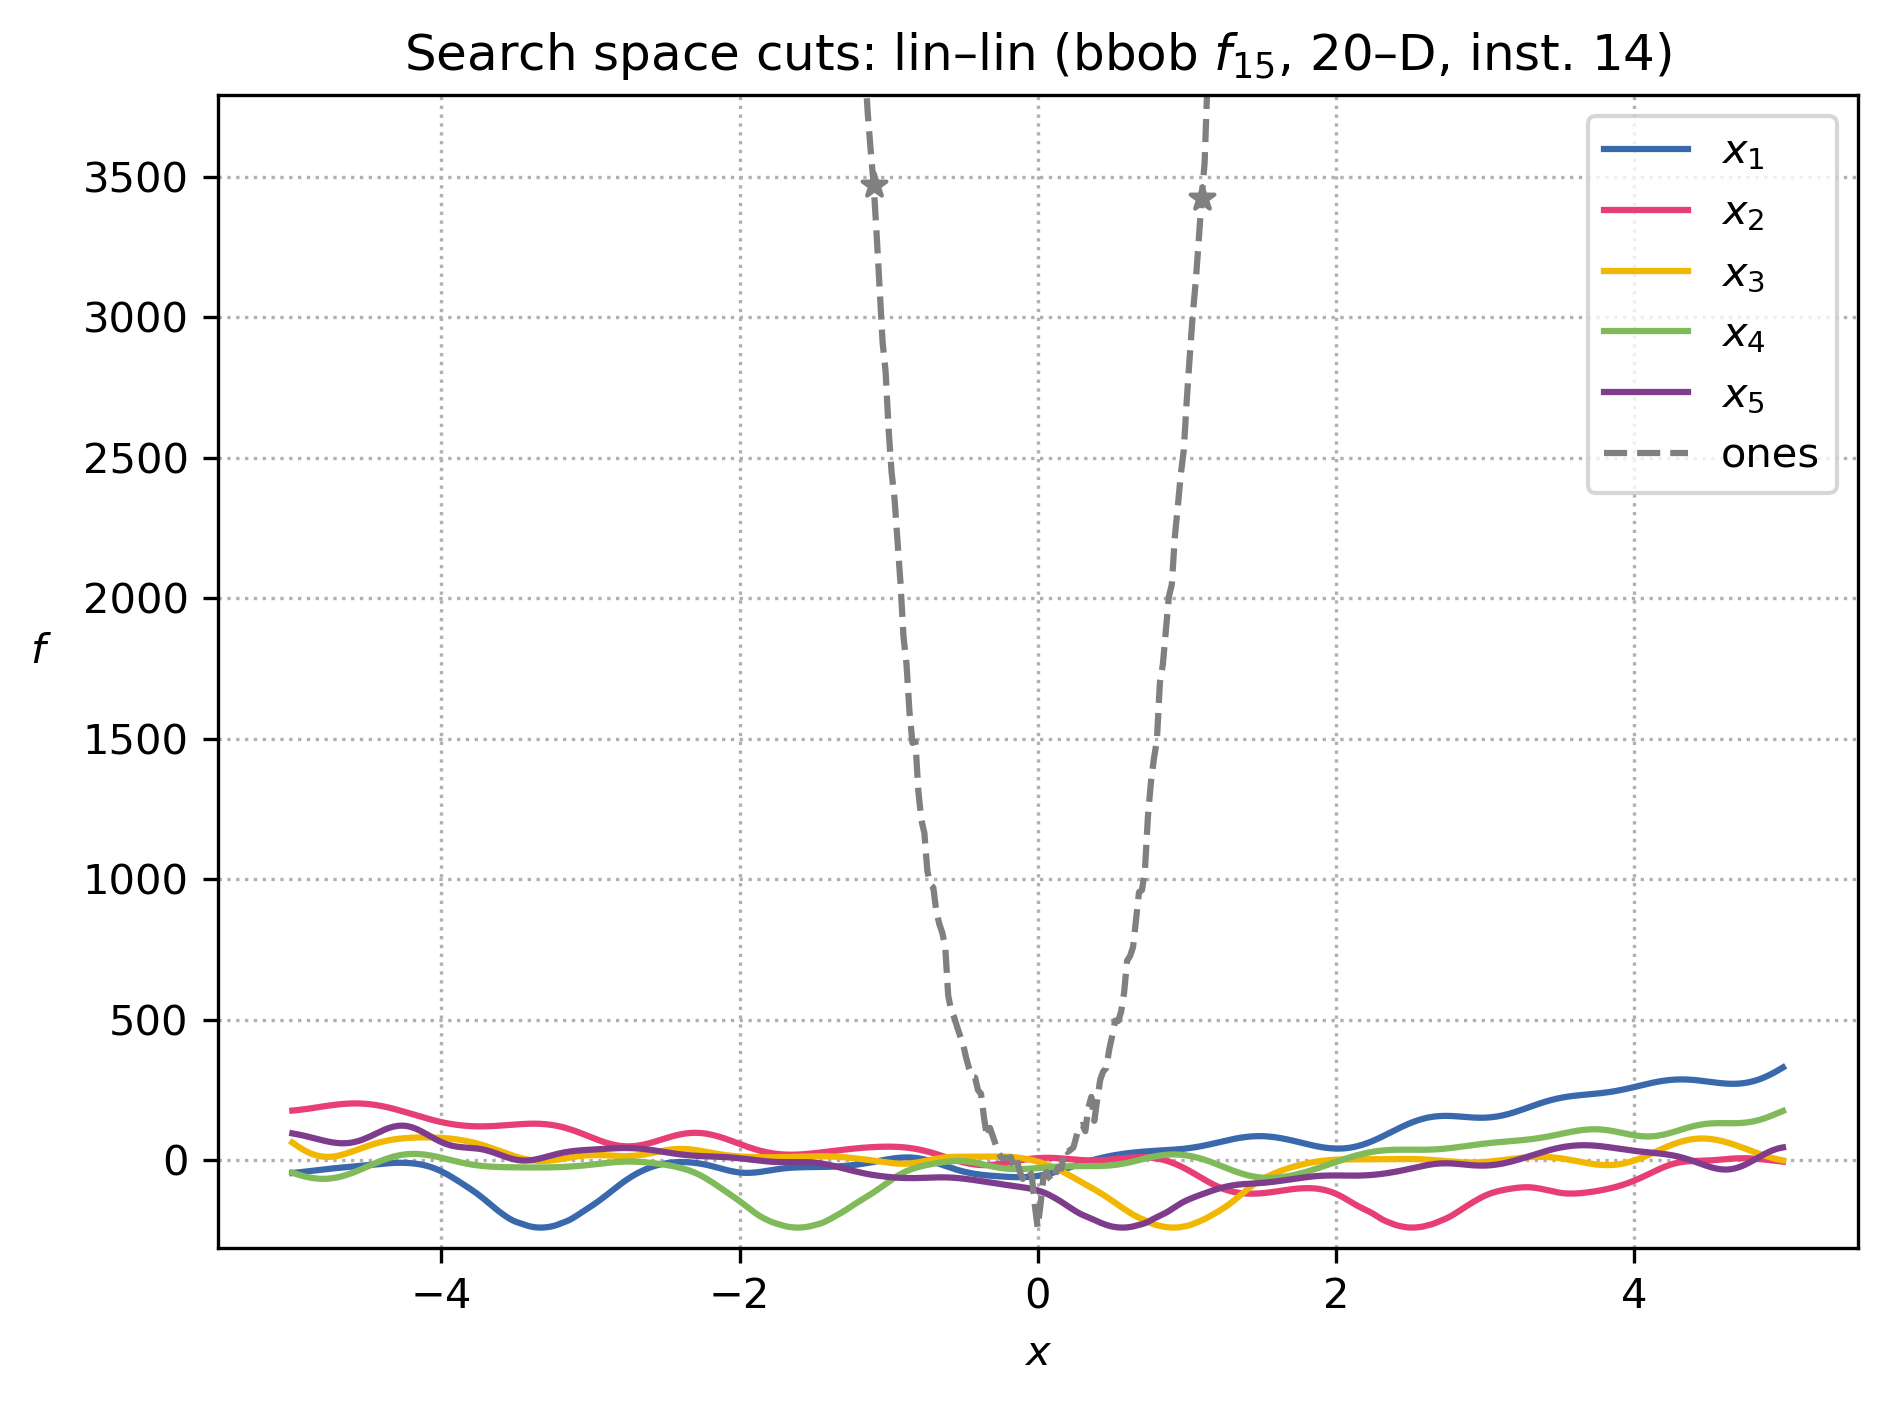 Search space cuts: lin–lin (bbob f₁₅, 20–D, inst. 14)
3500
3000
2500
2000
1500
1000
500
0
f
−4
−2
0
2
4
x
x₁
x₂
x₃
x₄
x₅
ones